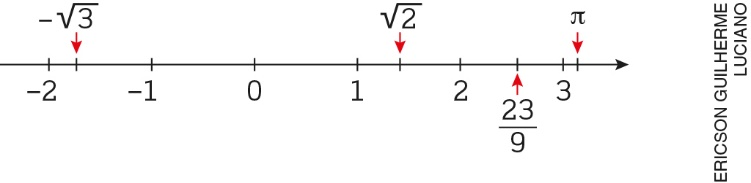 −√3 √2 π
−2 −1 0 1 2 3
23
9
ERICSON GUILHERME
LUCIANO